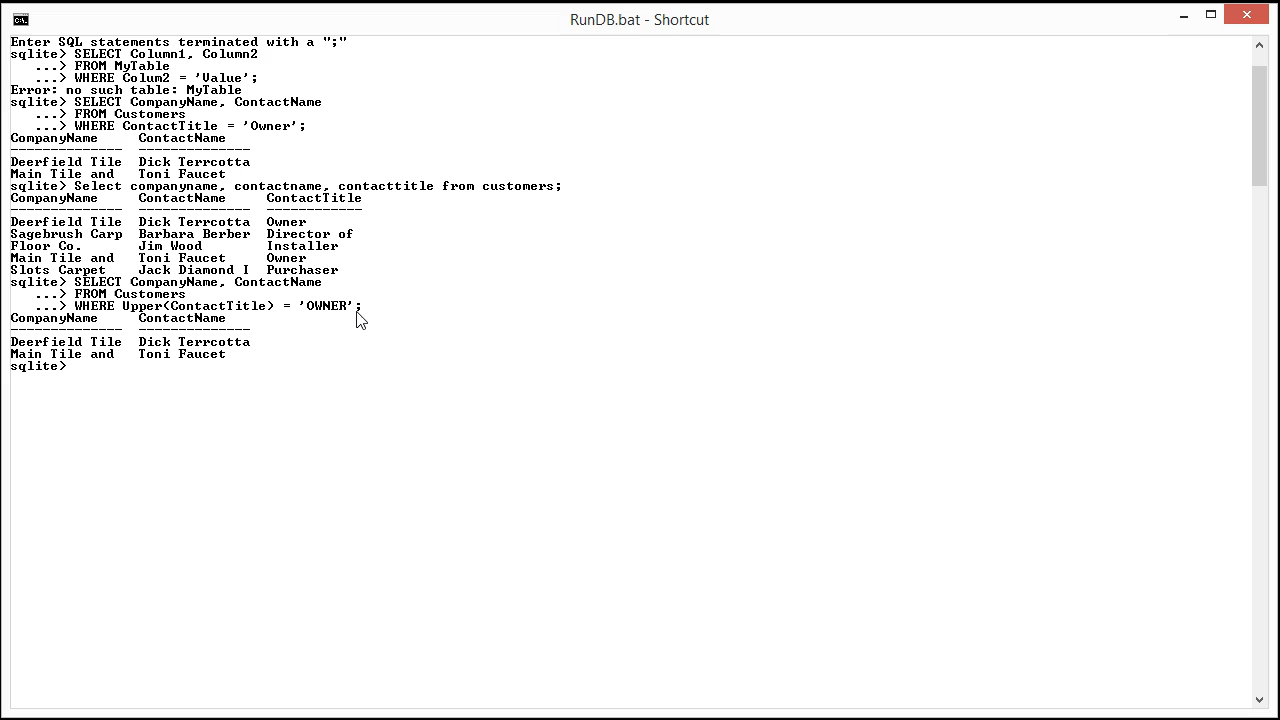 RunDB.bat - Shortcut
Enter SQL statements terminated with a ";"
sqlite> SELECT Column1, Column2
...> FROM MyTable
...> WHERE Colum2 = 'Value';
Error: no such table: MyTable
sqlite> SELECT CompanyName, ContactName
...> FROM Customers
...> WHERE ContactTitle = 'Owner';
CompanyName ContactName
-------------- --------------
Deerfield Tile Dick Terrcotta
Main Tile and Toni Faucet
sqlite> Select companyname, contactname, contacttitle from customers;
CompanyName ContactName ContactTitle
-------------- -------------- ------------
Deerfield Tile Dick Terrcotta Owner
Sagebrush Carp Barbara Berber Director of
Floor Co. Jim Wood Installer
Main Tile and Toni Faucet Owner
Slots Carpet Jack Diamond I Purchaser
sqlite> SELECT CompanyName, ContactName
...> FROM Customers
...> WHERE Upper(ContactTitle) = 'OWNER';
CompanyName ContactName
-------------- --------------
Deerfield Tile Dick Terrcotta
Main Tile and Toni Faucet
sqlite>